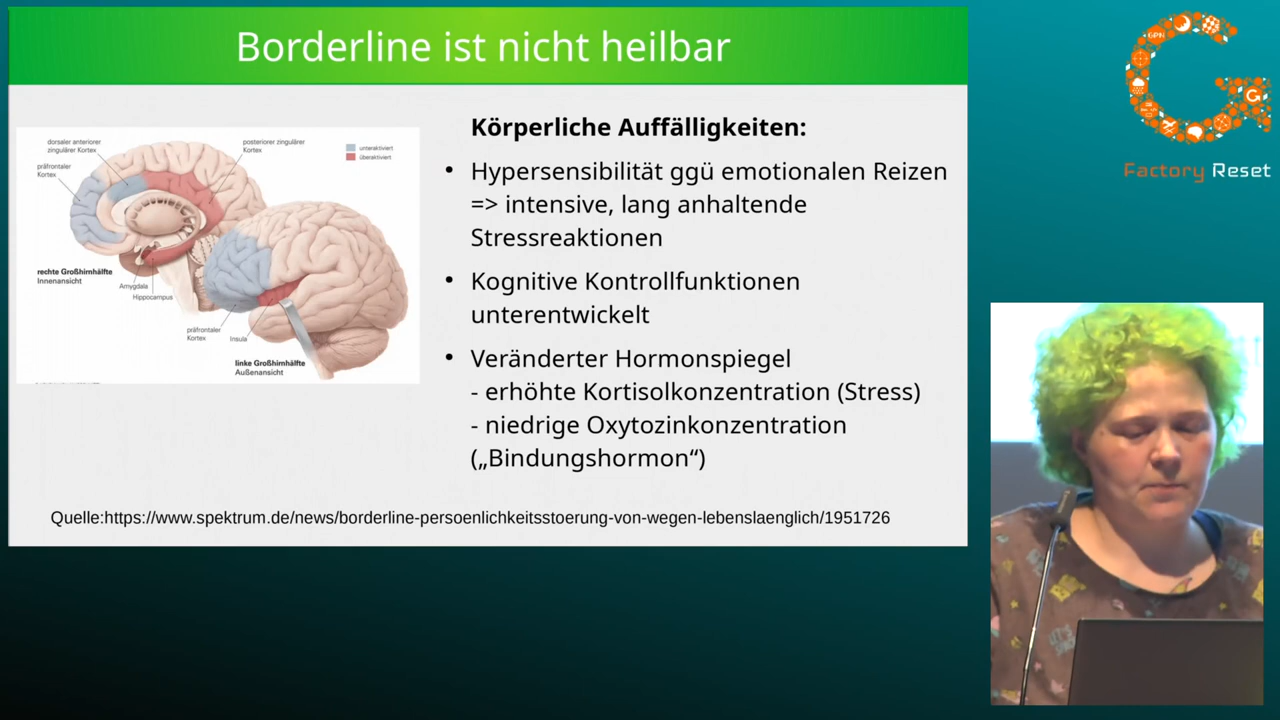 Borderline ist nicht heilbar
dorsaler anteriorer
zingulärer Kortex
posteriorer zingulärer
Kortex
unteraktiviert
überaktiviert
präfrontaler
Kortex
rechte Großhirnhälfte
Innenansicht
Amygdala
Hippocampus
präfrontaler
Kortex
Insula
linke Großhirnhälfte
Außenansicht
Körperliche Auffälligkeiten:
• Hypersensibilität ggü emotionalen Reizen
=> intensive, lang anhaltende
Stressreaktionen
• Kognitive Kontrollfunktionen
unterentwickelt
• Veränderter Hormonspiegel
- erhöhte Kortisolkonzentration (Stress)
- niedrige Oxytozinkonzentration
(„Bindungshormon“)
Quelle:https://www.spektrum.de/news/borderline-persoenlichkeitsstoerung-von-wegen-lebenslaenglich/1951726
GPN
Factory Reset